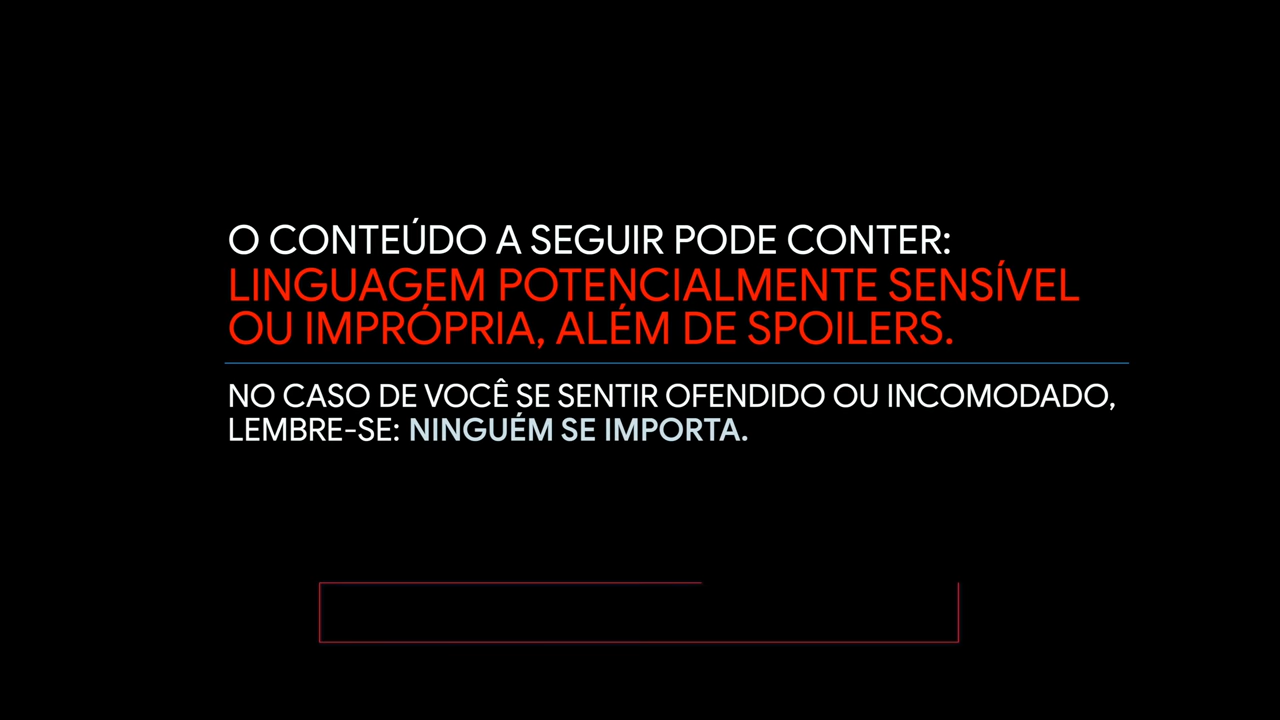 O CONTEÚDO A SEGUIR PODE CONTER:
LINGUAGEM POTENCIALMENTE SENSÍVEL
OU IMPRÓPRIA, ALÉM DE SPOILERS.
NO CASO DE VOCÊ SE SENTIR OFENDIDO OU INCOMODADO,
LEMBRE-SE: NINGUÉM SE IMPORTA.